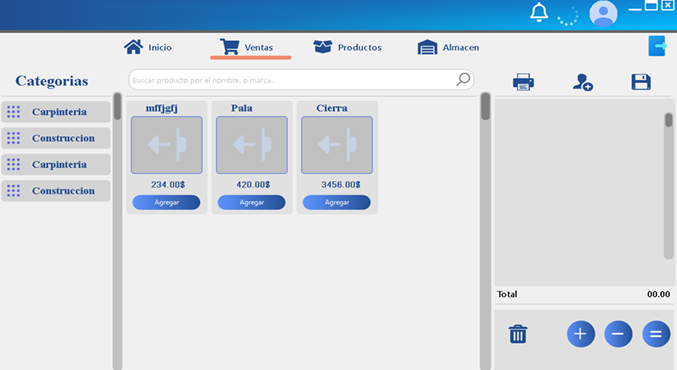 Inicio
Ventas
Productos
Almacen
Categorias
Buscar producto por el nombre. o marca..
Carpinteria
Construccion
Carpinteria
Construccion
mffjgfj
Pala
Cierra
234.00$
420.00$
3456.00$
Agregar
Agregar
Agregar
Total
00.00